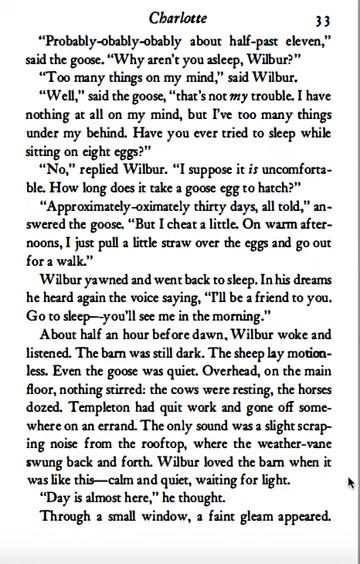 Charlotte 33
“Probably-obably-obably about half-past eleven,”
said the goose. “Why aren’t you asleep, Wilbur?”
“Too many things on my mind,” said Wilbur.
“Well,” said the goose, “that’s not my trouble. I have
nothing at all on my mind, but I’ve too many things
under my behind. Have you ever tried to sleep while
sitting on eight eggs?”
“No,” replied Wilbur. “I suppose it is uncomforta-
ble. How long does it take a goose egg to hatch?”
“Approximately-oximately thirty days, all told,” an-
swered the goose. “But I cheat a little. On warm after-
noons, I just pull a little straw over the eggs and go out
for a walk.”
Wilbur yawned and went back to sleep. In his dreams
he heard again the voice saying, “I’ll be a friend to you.
Go to sleep—you’ll see me in the morning.”
About half an hour before dawn, Wilbur woke and
listened. The barn was still dark. The sheep lay motion-
less. Even the goose was quiet. Overhead, on the main
floor, nothing stirred: the cows were resting, the horses
dozed. Templeton had quit work and gone off some-
where on an errand. The only sound was a slight scrap-
ing noise from the rooftop, where the weather-vane
swung back and forth. Wilbur loved the barn when it
was like this—calm and quiet, waiting for light.
“Day is almost here,” he thought.
Through a small window, a faint gleam appeared.